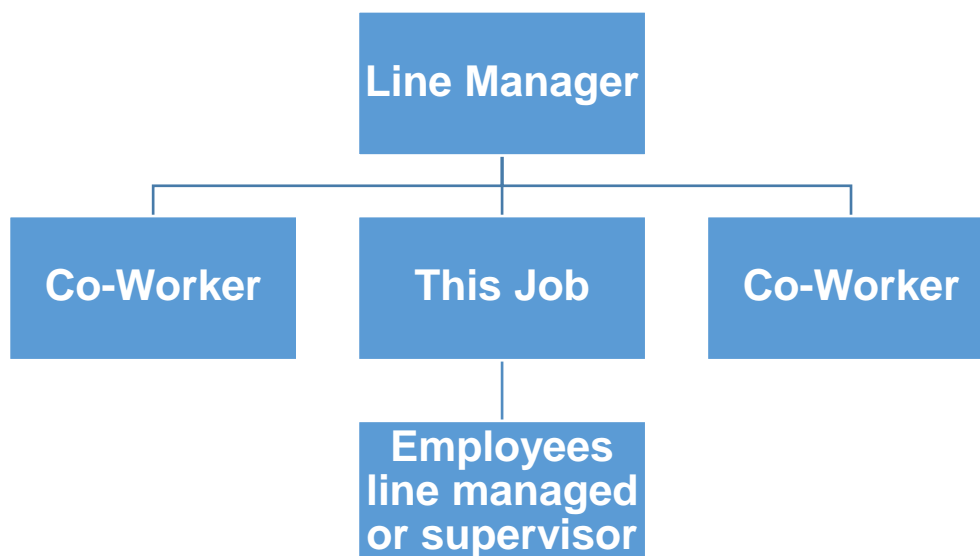 Line Manager
Co-Worker
This Job
Co-Worker
Employees
line managed
or supervisor